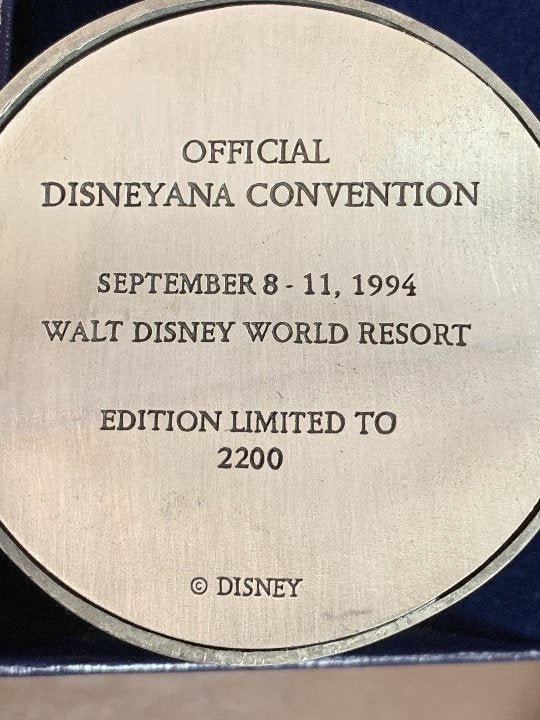 OFFICIAL
DISNEYANA CONVENTION
SEPTEMBER 8 - 11, 1994
WALT DISNEY WORLD RESORT
EDITION LIMITED TO
2200
© DISNEY